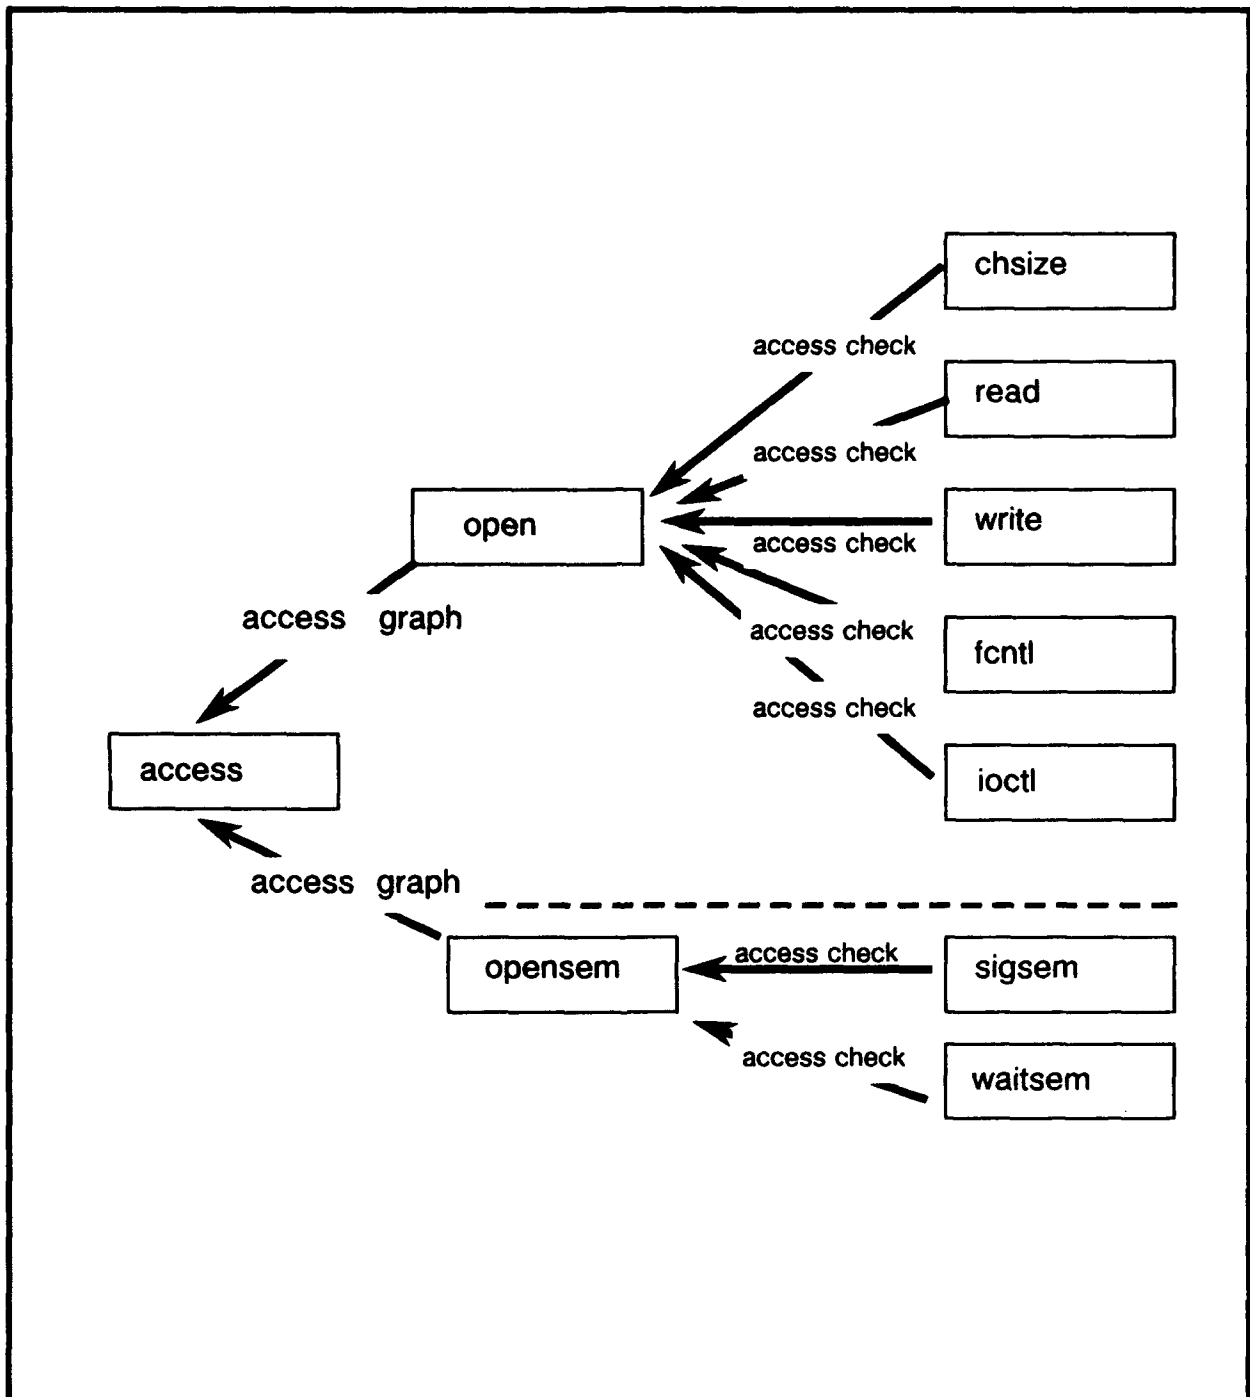 chsize
access check
read
access check
open
write
access check
access graph
access check
fcntl
access check
access
ioctl
access graph
opensem
access check
sigsem
access check
waitsem